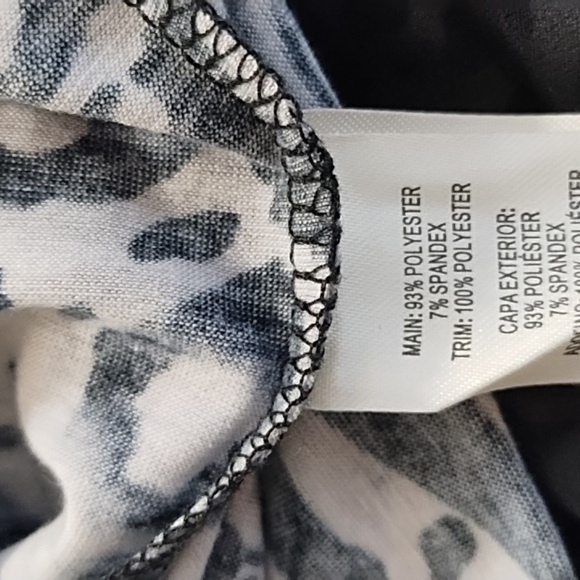 MAIN: 93% POLYESTER
7% SPANDEX
TRIM: 100% POLYESTER
CAPA EXTERIOR:
93% POLIÉSTER
7% SPANDEX